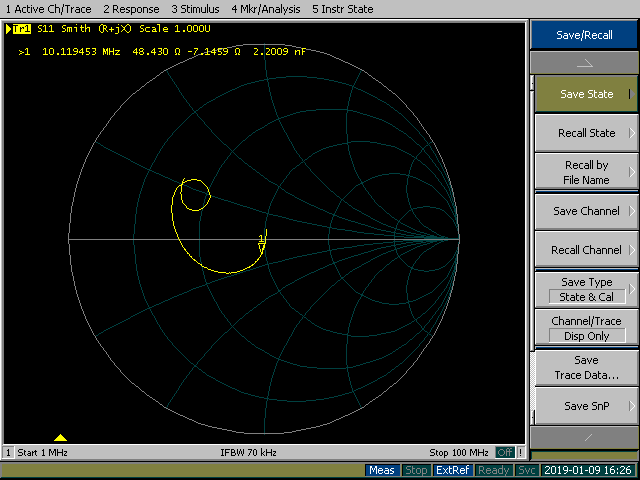 1 Active Ch/Trace 2 Response 3 Stimulus 4 Mkr/Analysis 5 Instr State
Tr1 S11 Smith (R+jX) Scale 1.000U
>1 10.119453 MHz 48.430 Ω -7.1459 Ω 2.2009 nF
1
Save/Recall
Save State
Recall State
Recall by
File Name
Save Channel
Recall Channel
Save Type
State & Cal
Channel/Trace
Disp Only
Save
Trace Data...
Save SnP
1 Start 1 MHz IFBW 70 kHz Stop 100 MHz Off !
Meas Stop ExtRef Ready Svc 2019-01-09 16:26